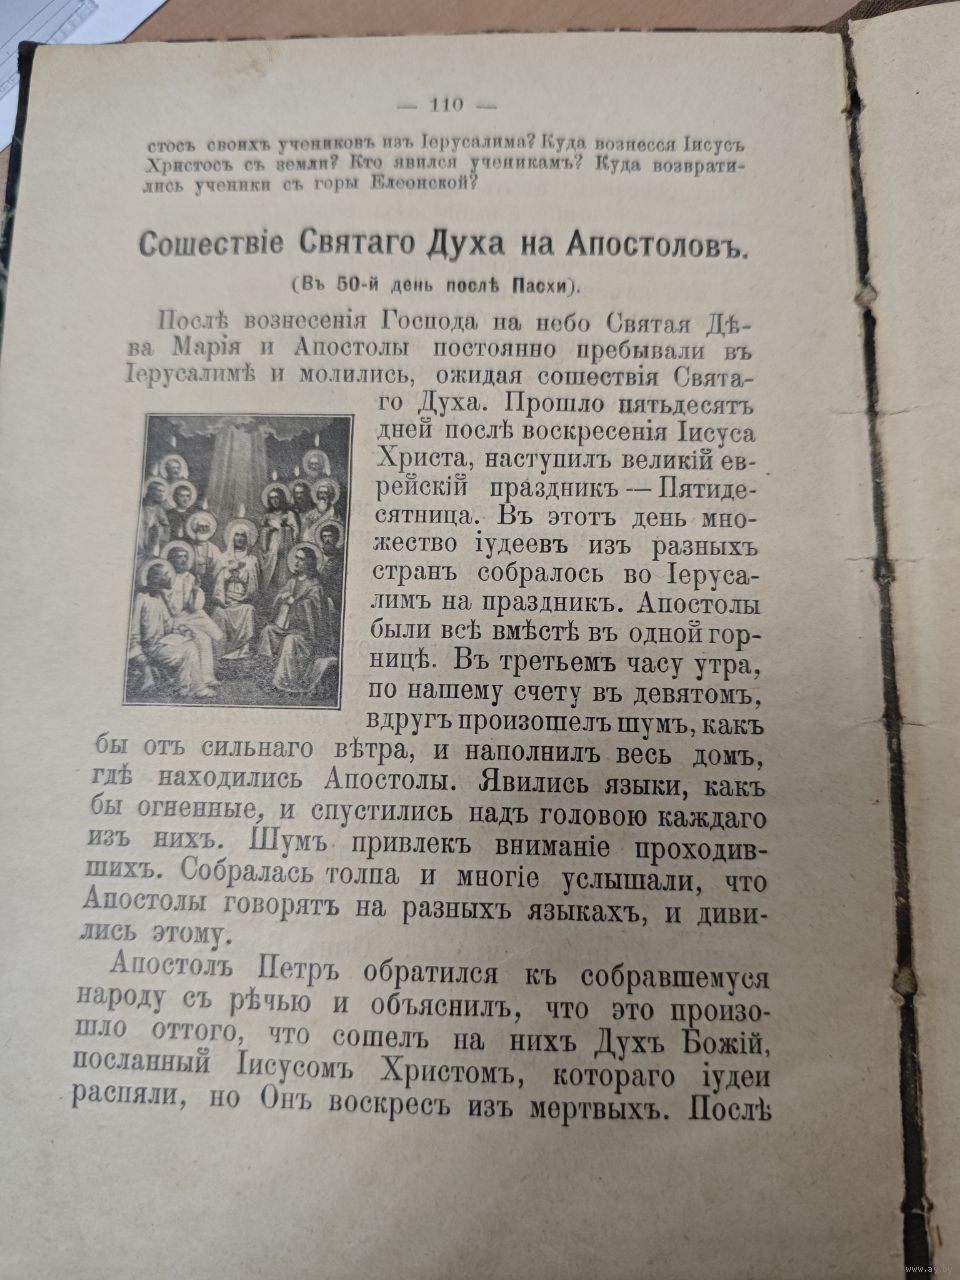 — 110 —
стосъ своихъ учениковъ изъ Іерусалима? Куда вознесся Іисусъ
Христосъ съ земли? Кто явился ученикамъ? Куда возврати-
лись ученики съ горы Елеонской?
Сошествіе Святаго Духа на Апостоловъ.
(Въ 50-й день послѣ Пасхи).
Послѣ вознесенія Господа на небо Святая Дѣ-
ва Марія и Апостолы постоянно пребывали въ
Іерусалимѣ и молились, ожидая сошествія Свята-
го Духа. Прошло пятьдесятъ
дней послѣ воскресенія Іисуса
Христа, наступилъ великій ев-
рейскій праздникъ — Пятиде-
сятница. Въ этотъ день мно-
жество іудеевъ изъ разныхъ
странъ собралось во Іеруса-
лимъ на праздникъ. Апостолы
были всѣ вмѣстѣ въ одной гор-
ницѣ. Въ третьемъ часу утра,
по нашему счету въ девятомъ,
вдругъ произошелъ шумъ, какъ
бы отъ сильнаго вѣтра, и наполнилъ весь домъ,
гдѣ находились Апостолы. Явились языки, какъ
бы огненные, и спустились надъ головою каждаго
изъ нихъ. Шумъ привлекъ вниманіе проходив-
шихъ. Собралась толпа и многіе услышали, что
Апостолы говорятъ на разныхъ языкахъ, и диви-
лись этому.
Апостолъ Петръ обратился къ собравшемуся
народу съ рѣчью и объяснилъ, что это произо-
шло оттого, что сошелъ на нихъ Духъ Божій,
посланный Іисусомъ Христомъ, котораго іудеи
распяли, но Онъ воскресъ изъ мертвыхъ. Послѣ
www.ay.by